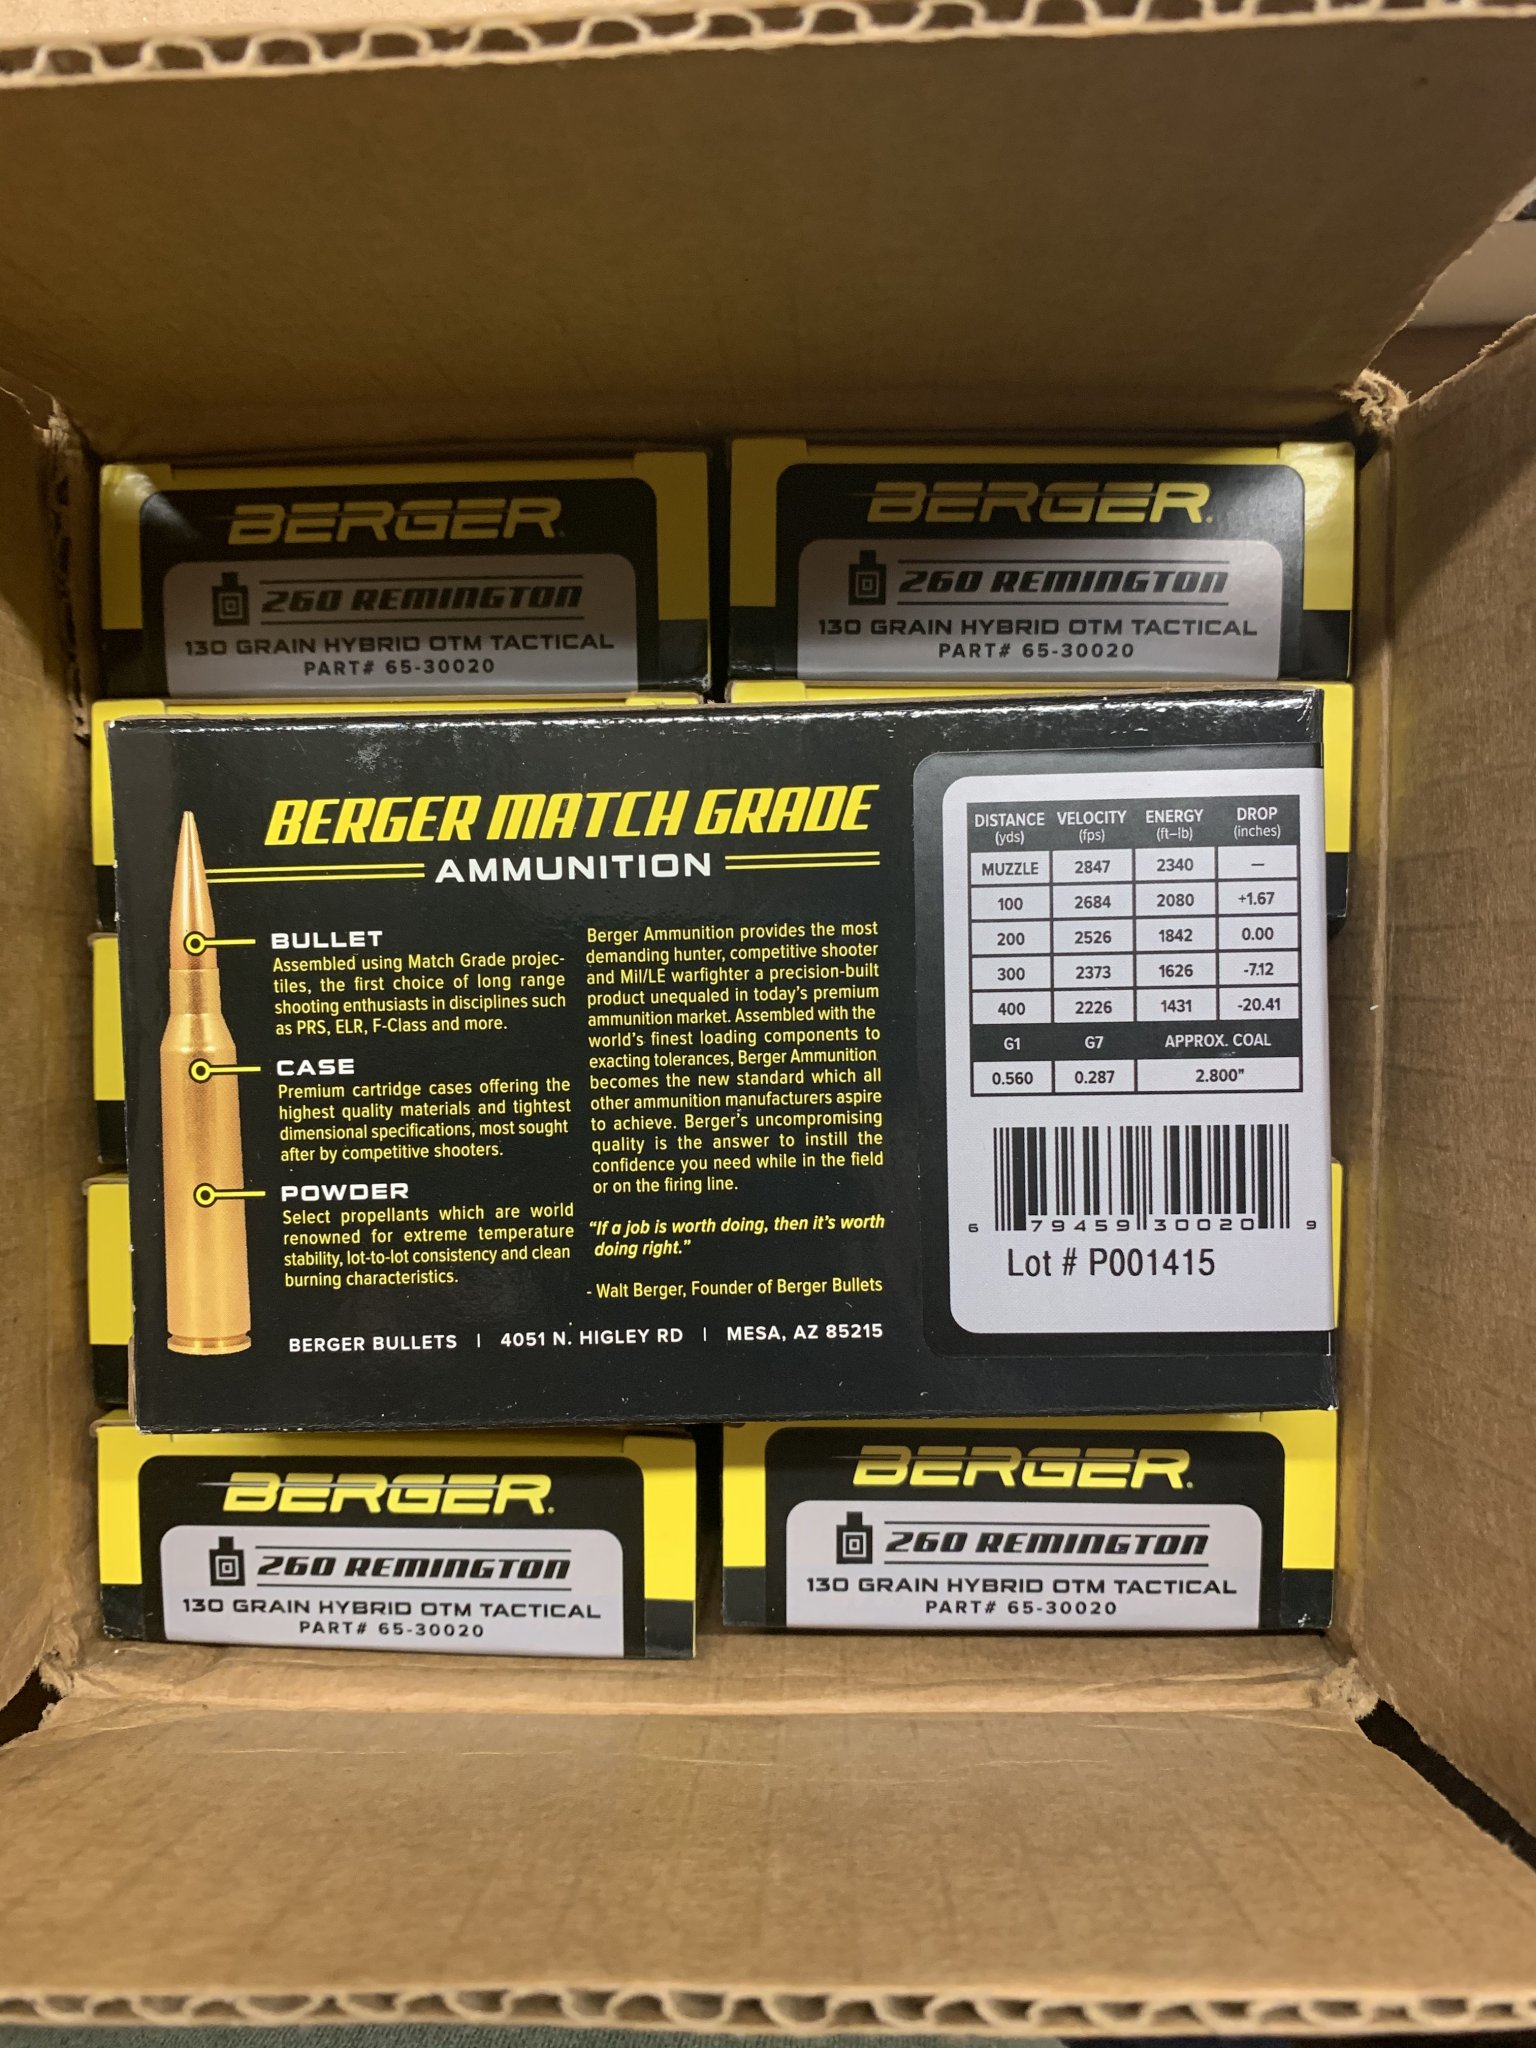 BERGER.
260 REMINGTON
130 GRAIN HYBRID OTM TACTICAL
PART# 65-30020
BERGER.
260 REMINGTON
130 GRAIN HYBRID OTM TACTICAL
PART# 65-30020
BERGER MATCH GRADE
AMMUNITION
BULLET
Assembled using Match Grade projec-
tiles, the first choice of long range
shooting enthusiasts in disciplines such
as PRS, ELR, F-Class and more.
CASE
Premium cartridge cases offering the
highest quality materials and tightest
dimensional specifications, most sought
after by competitive shooters.
POWDER
Select propellants which are world
renowned for extreme temperature
stability, lot-to-lot consistency and clean
burning characteristics.
Berger Ammunition provides the most
demanding hunter, competitive shooter
and Mil/LE warfighter a precision-built
product unequaled in today's premium
ammunition market. Assembled with the
world's finest loading components to
exacting tolerances, Berger Ammunition
becomes the new standard which all
other ammunition manufacturers aspire
to achieve. Berger's uncompromising
quality is the answer to instill the
confidence you need while in the field
or on the firing line.
"If a job is worth doing, then it's worth
doing right."
- Walt Berger, Founder of Berger Bullets
BERGER BULLETS | 4051 N. HIGLEY RD | MESA, AZ 85215
DISTANCE VELOCITY ENERGY DROP
(yds) (fps) (ft-lb) (inches)
MUZZLE 2847 2340 —
100 2684 2080 +1.67
200 2526 1842 0.00
300 2373 1626 -7.12
400 2226 1431 -20.41
G1 G7 APPROX. COAL
0.560 0.287 2.800"
6 79459 30020 9
Lot # P001415
BERGER.
260 REMINGTON
130 GRAIN HYBRID OTM TACTICAL
PART# 65-30020
BERGER.
260 REMINGTON
130 GRAIN HYBRID OTM TACTICAL
PART# 65-30020